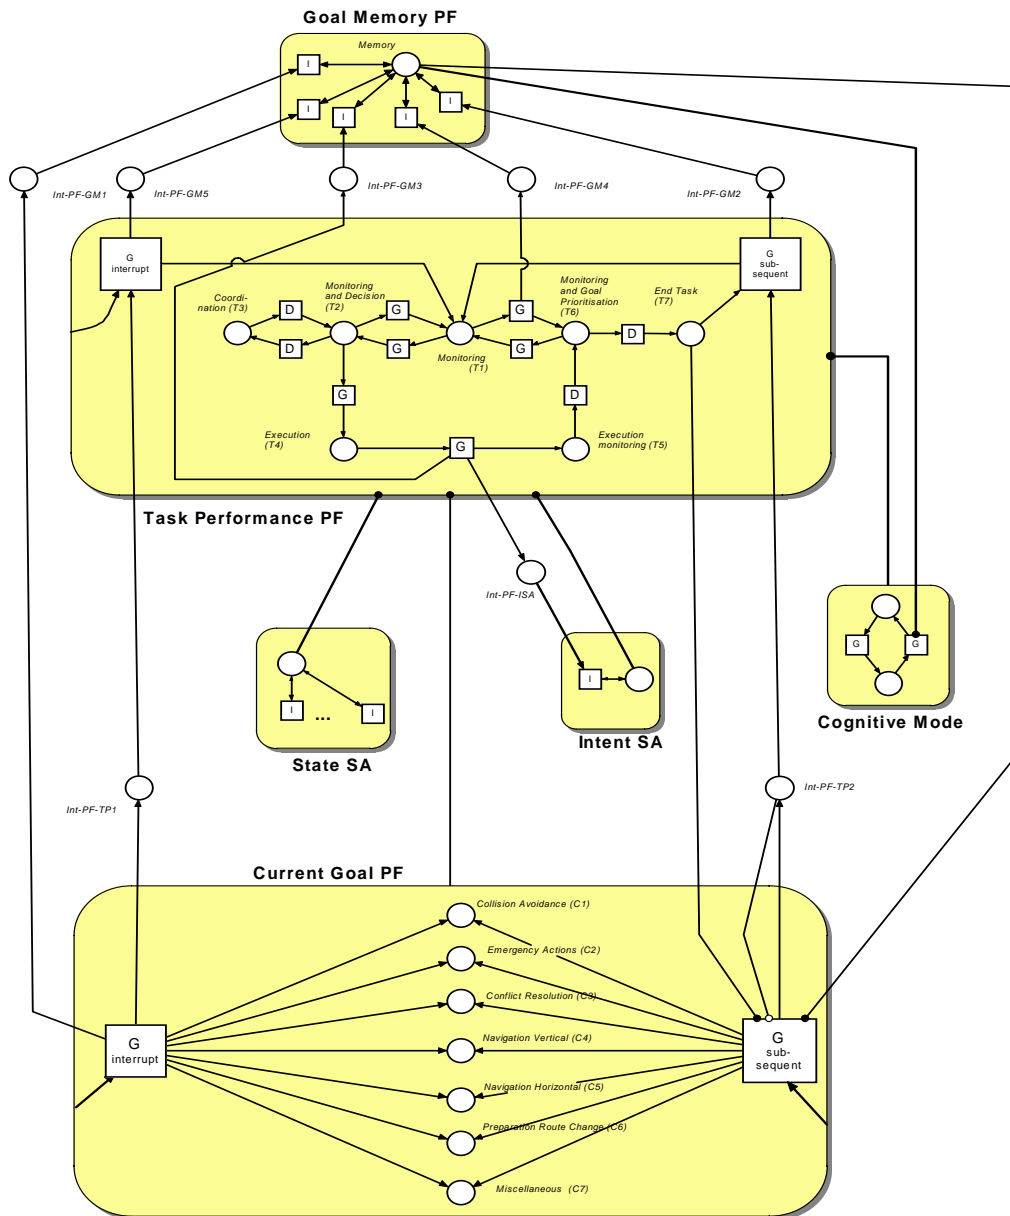 Goal Memory PF
Memory
I
I
I
I
I
Int-PF-GM1
Int-PF-GM5
Int-PF-GM3
Int-PF-GM4
Int-PF-GM2
G
interrupt
G
sub-
sequent
Coordi-
nation (T3)
Monitoring
and Decision
(T2)
Monitoring
and Goal
Prioritisation
(T6)
End Task
(T7)
D
G
G
D
D
G
G
Monitoring
(T1)
G
D
Execution
(T4)
G
Execution
monitoring (T5)
Task Performance PF
Int-PF-ISA
I
...
I
State SA
I
Intent SA
G
G
Cognitive Mode
Int-PF-TP1
Int-PF-TP2
Current Goal PF
Collision Avoidance (C1)
Emergency Actions (C2)
Conflict Resolution (C3)
G
interrupt
Navigation Vertical (C4)
G
sub-
sequent
Navigation Horizontal (C5)
Preparation Route Change (C6)
Miscellaneous (C7)